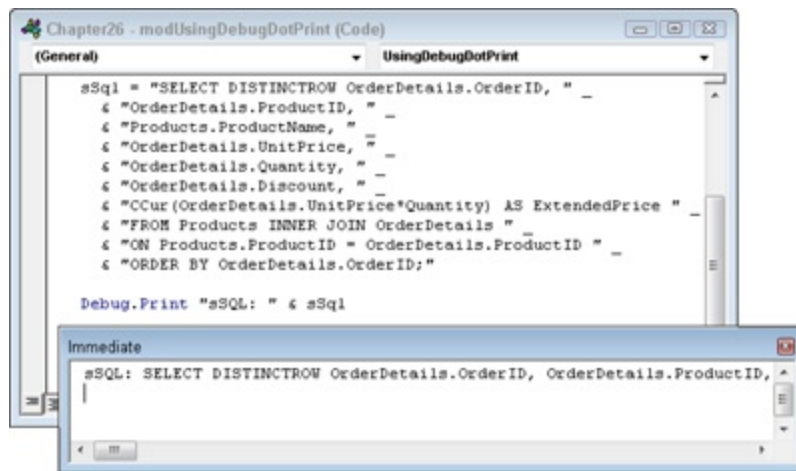 Chapter26 - modUsingDebugDotPrint (Code)
(General) UsingDebugDotPrint
sSql = "SELECT DISTINCTROW OrderDetails.OrderID, " _
& "OrderDetails.ProductID, " _
& "Products.ProductName, " _
& "OrderDetails.UnitPrice, " _
& "OrderDetails.Quantity, " _
& "OrderDetails.Discount, " _
& "CCur(OrderDetails.UnitPrice*Quantity) AS ExtendedPrice " _
& "FROM Products INNER JOIN OrderDetails " _
& "ON Products.ProductID = OrderDetails.ProductID " _
& "ORDER BY OrderDetails.OrderID;"
Debug.Print "sSQL: " & sSql
Immediate
sSQL: SELECT DISTINCTROW OrderDetails.OrderID, OrderDetails.ProductID,